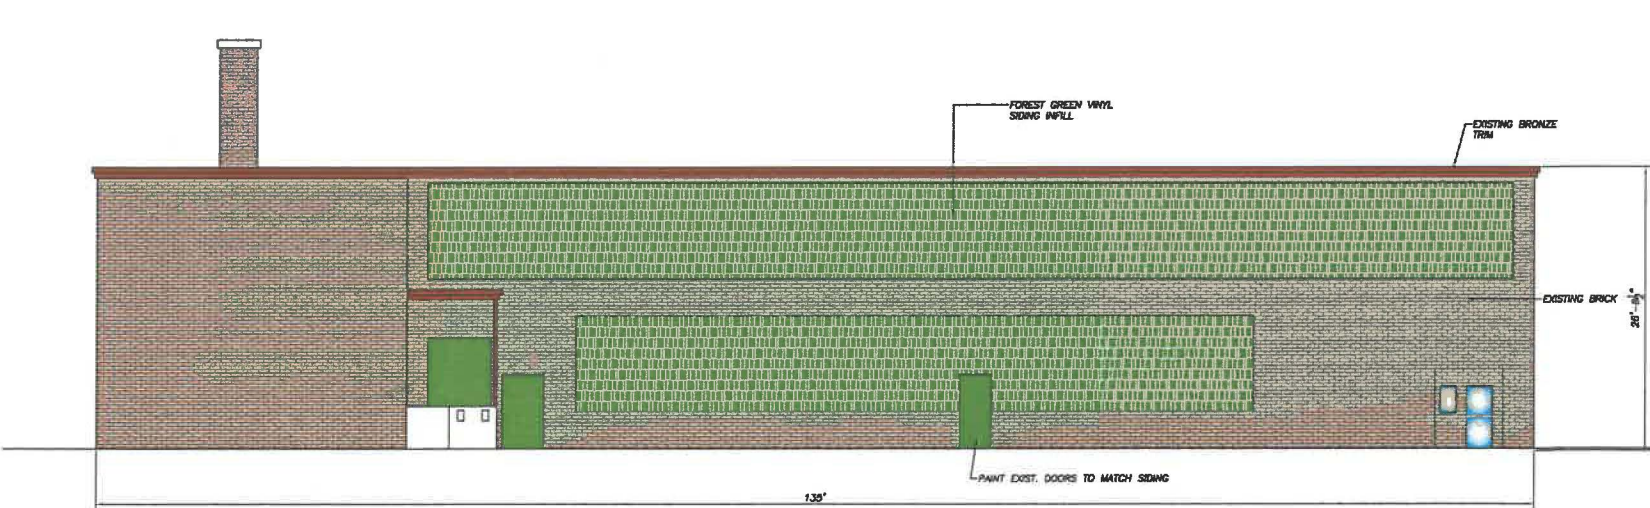 FOREST GREEN VINYL
SIDING INFILL
EXISTING BRONZE
TRIM
EXISTING BRICK
PAINT EXIST. DOORS TO MATCH SIDING
135'